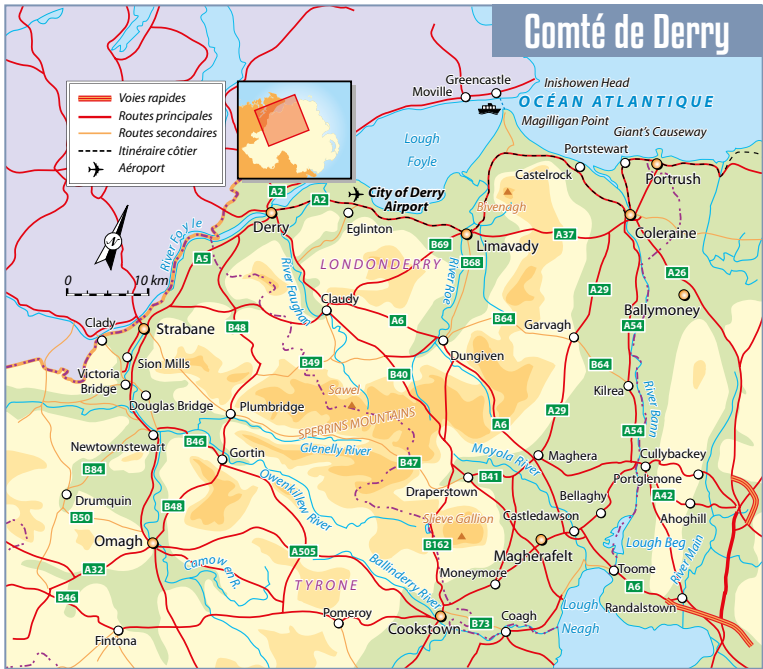 Comté de Derry
Voies rapides
Routes principales
Routes secondaires
Itinéraire côtier
Aéroport
N
0 10 km
Greencastle
Moville
Inishowen Head
OCÉAN ATLANTIQUE
Magilligan Point
Giant's Causeway
Lough
Foyle
Portstewart
Castelrock
Portrush
A2
A2
City of Derry
Airport
Binevagh
Derry
Eglinton
River Foyle
A5
B69
Limavady
A37
Coleraine
LONDONDERRY
B68
A26
River Faughan
River Roe
A29
Ballymoney
Claudy
Clady
Strabane
B48
A6
B64
Garvagh
A54
Sion Mills
Dungiven
B49
B64
Victoria
Bridge
B40
Douglas Bridge
Sawel
Kilrea
River Bann
Plumbridge
A29
SPERRINS MOUNTAINS
A6
A54
Newtownstewart
B46
Glenelly River
Gortin
Moyola River
Maghera
Cullybackey
B84
B47
Portglenone
Owenkillew River
Draperstown
B41
A42
Drumquin
Bellaghy
B48
B50
Slieve Gallion
Castledawson
Ahoghill
Omagh
B162
Magherafelt
Lough Beg
River Main
A505
Camowen R.
Ballinderry River
A32
Moneymore
Toome
TYRONE
A6
B46
Lough
Neagh
Randalstown
Pomeroy
Coagh
Cookstown
B73
Fintona